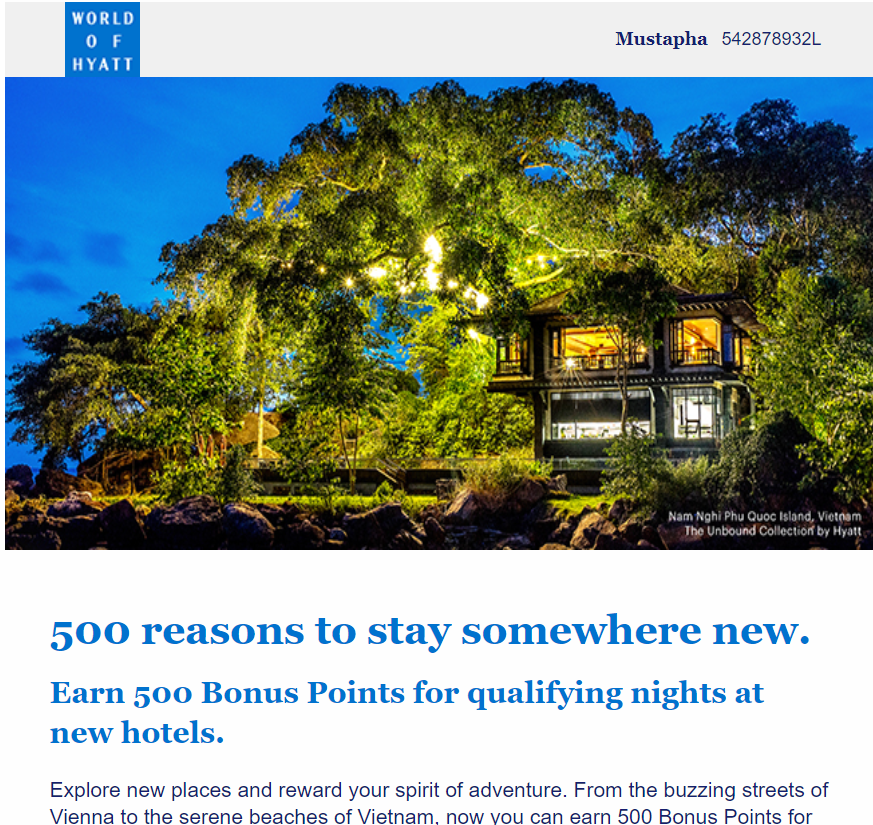 WORLD
OF
HYATT
Mustapha 542878932L
Nam Nghi Phu Quoc Island, Vietnam
The Unbound Collection by Hyatt
500 reasons to stay somewhere new.
Earn 500 Bonus Points for qualifying nights at
new hotels.
Explore new places and reward your spirit of adventure. From the buzzing streets of
Vienna to the serene beaches of Vietnam, now you can earn 500 Bonus Points for